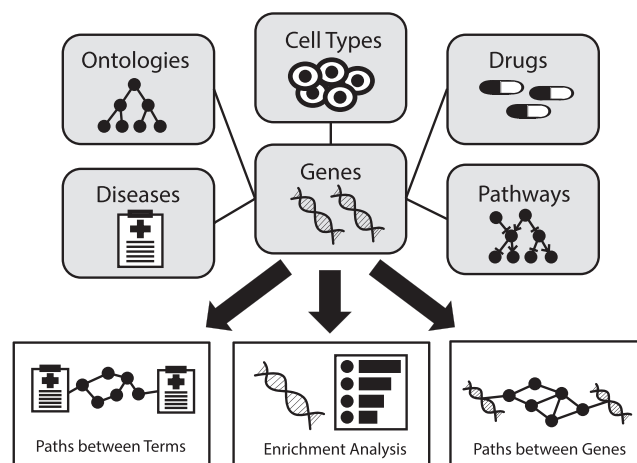 Ontologies
Cell Types
Drugs
Diseases
Genes
Pathways
Paths between Terms
Enrichment Analysis
Paths between Genes